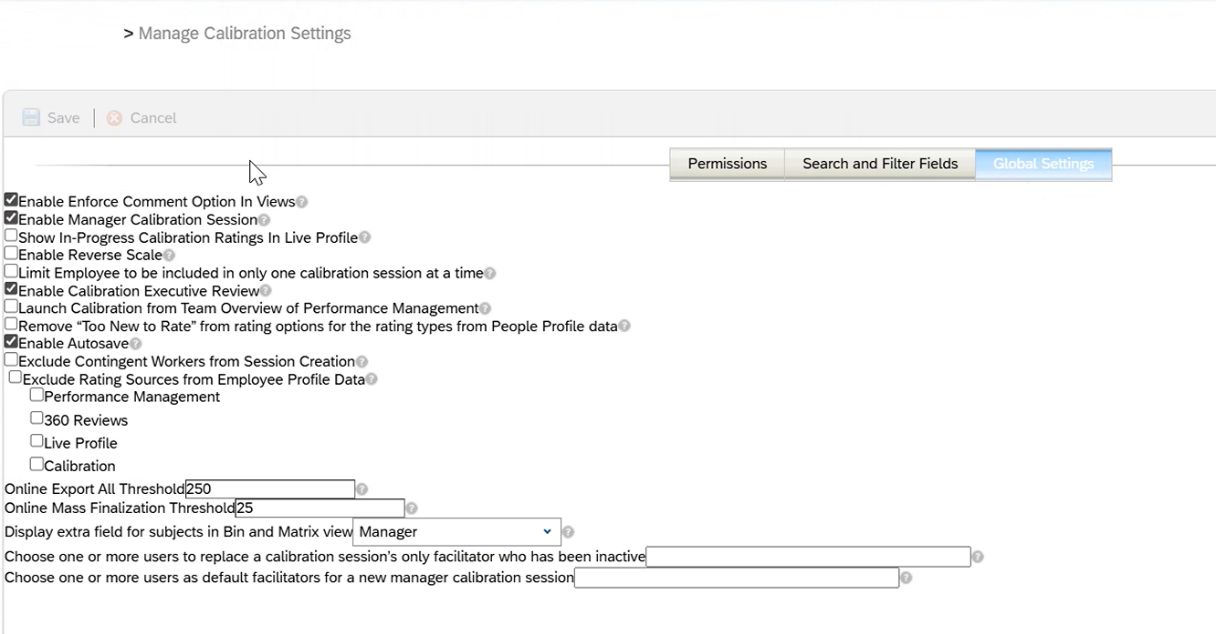 > Manage Calibration Settings
Save | Cancel
Permissions Search and Filter Fields Global Settings
Enable Enforce Comment Option In Views
Enable Manager Calibration Session
Show In-Progress Calibration Ratings In Live Profile
Enable Reverse Scale
Limit Employee to be included in only one calibration session at a time
Enable Calibration Executive Review
Launch Calibration from Team Overview of Performance Management
Remove “Too New to Rate” from rating options for the rating types from People Profile data
Enable Autosave
Exclude Contingent Workers from Session Creation
Exclude Rating Sources from Employee Profile Data
Performance Management
360 Reviews
Live Profile
Calibration
Online Export All Threshold 250
Online Mass Finalization Threshold 25
Display extra field for subjects in Bin and Matrix view Manager
Choose one or more users to replace a calibration session’s only facilitator who has been inactive
Choose one or more users as default facilitators for a new manager calibration session